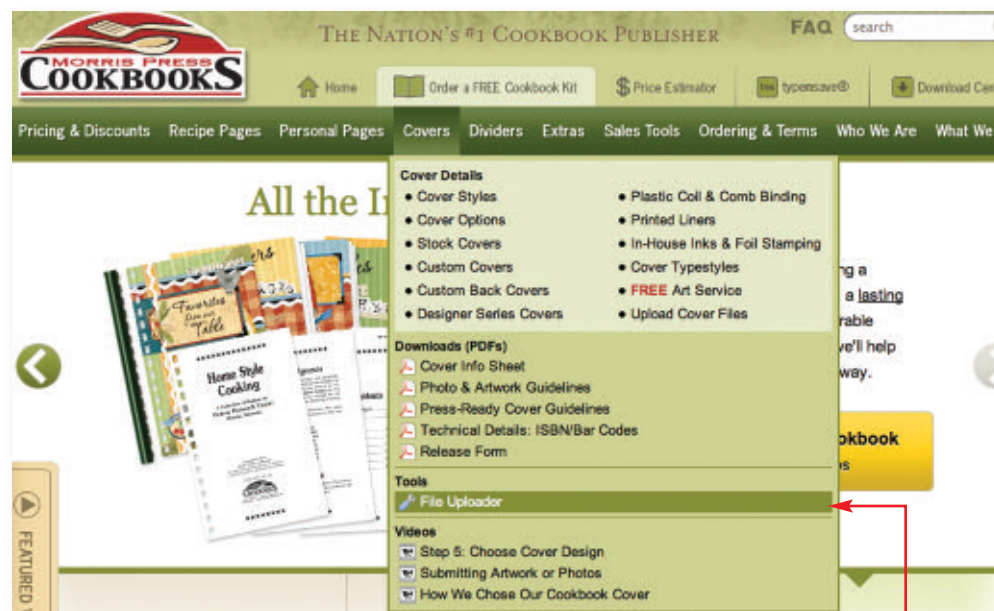 THE NATION'S #1 COOKBOOK PUBLISHER
FAQ
search
MORRIS PRESS
COOKBOOKS
Home
Order a FREE Cookbook Kit
$ Price Estimator
typensave®
Download Cen
Pricing & Discounts Recipe Pages Personal Pages Covers Dividers Extras Sales Tools Ordering & Terms Who We Are What We
Cover Details
• Cover Styles
• Cover Options
• Stock Covers
• Custom Covers
• Custom Back Covers
• Designer Series Covers
• Plastic Coil & Comb Binding
• Printed Liners
• In-House Inks & Foil Stamping
• Cover Typestyles
• FREE Art Service
• Upload Cover Files
Downloads (PDFs)
Cover Info Sheet
Photo & Artwork Guidelines
Press-Ready Cover Guidelines
Technical Details: ISBN/Bar Codes
Release Form
Tools
File Uploader
Videos
Step 5: Choose Cover Design
Submitting Artwork or Photos
How We Chose Our Cookbook Cover
All the I
Favorites
from our
Table
Home Style
Cooking
ng a
a lasting
rable
we'll help
way.
okbook
s
FEATURED